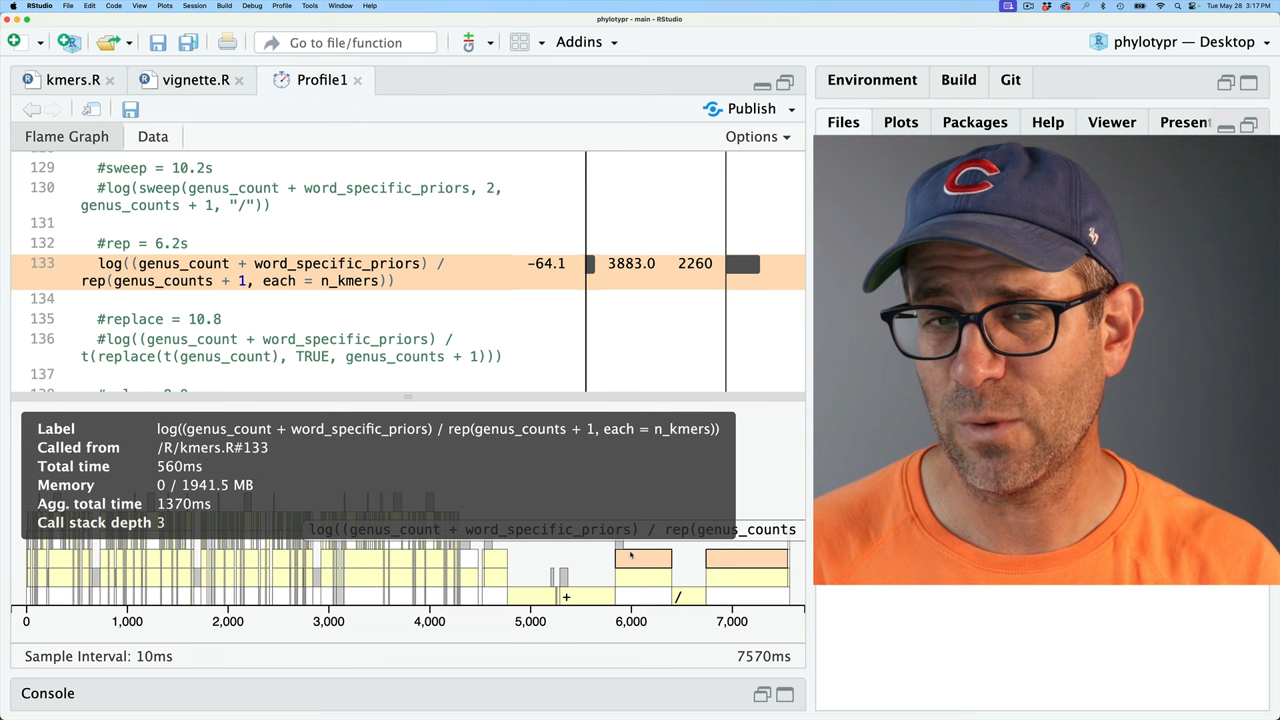 RStudio File Edit Code View Plots Session Build Debug Profile Tools Window Help Tue May 28 3:17 PM
phylotypr - main - RStudio
Go to file/function Addins phylotypr — Desktop
kmers.R vignette.R Profile1
Environment Build Git
Publish
Files Plots Packages Help Viewer Present
Flame Graph Data Options
129 #sweep = 10.2s
130 #log(sweep(genus_count + word_specific_priors, 2,
genus_counts + 1, "/"))
131
132 #rep = 6.2s
133 log((genus_count + word_specific_priors) / -64.1 3883.0 2260
rep(genus_counts + 1, each = n_kmers))
134
135 #replace = 10.8
136 #log((genus_count + word_specific_priors) /
t(replace(t(genus_count), TRUE, genus_counts + 1)))
137
Label log((genus_count + word_specific_priors) / rep(genus_counts + 1, each = n_kmers))
Called from /R/kmers.R#133
Total time 560ms
Memory 0 / 1941.5 MB
Agg. total time 1370ms
Call stack depth 3
log((genus_count + word_specific_priors) / rep(genus_counts
+ /
0 1,000 2,000 3,000 4,000 5,000 6,000 7,000
Sample Interval: 10ms 7570ms
Console